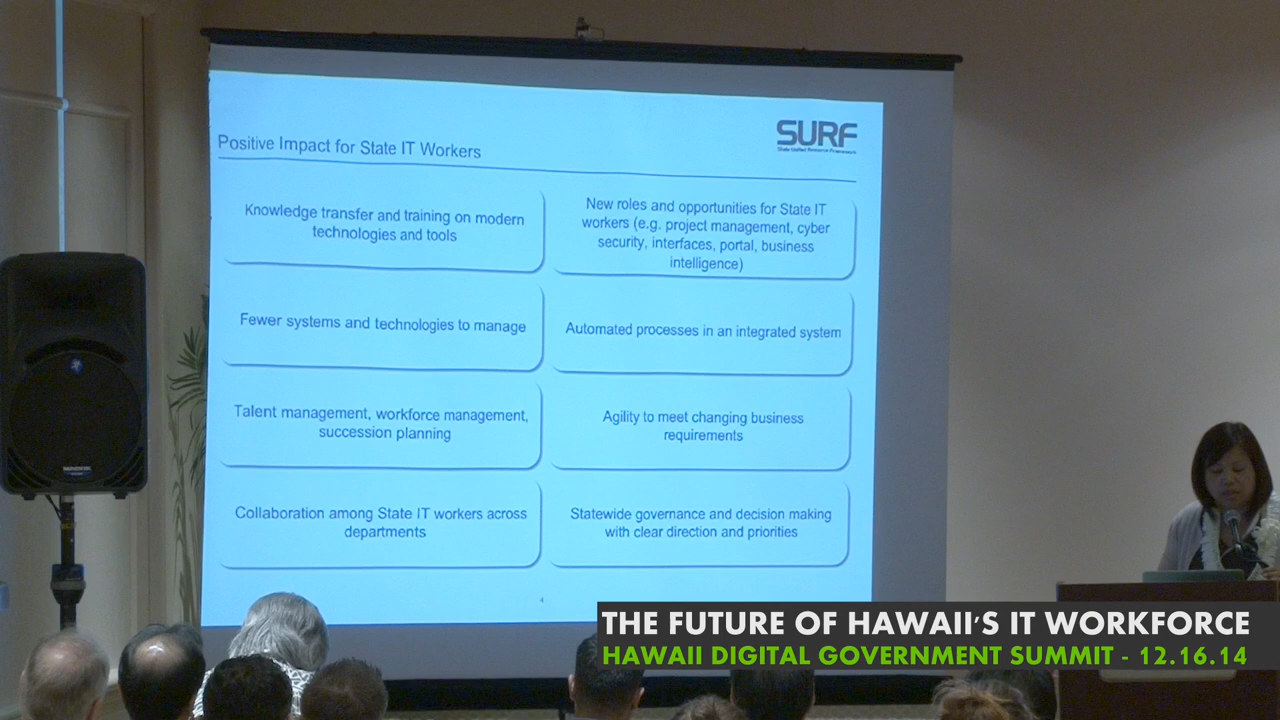 SURF
State Unified Resource Framework
Positive Impact for State IT Workers
Knowledge transfer and training on modern
technologies and tools
New roles and opportunities for State IT
workers (e.g. project management, cyber
security, interfaces, portal, business
intelligence)
Fewer systems and technologies to manage
Automated processes in an integrated system
Talent management, workforce management,
succession planning
Agility to meet changing business
requirements
Collaboration among State IT workers across
departments
Statewide governance and decision making
with clear direction and priorities
THE FUTURE OF HAWAII'S IT WORKFORCE
HAWAII DIGITAL GOVERNMENT SUMMIT - 12.16.14